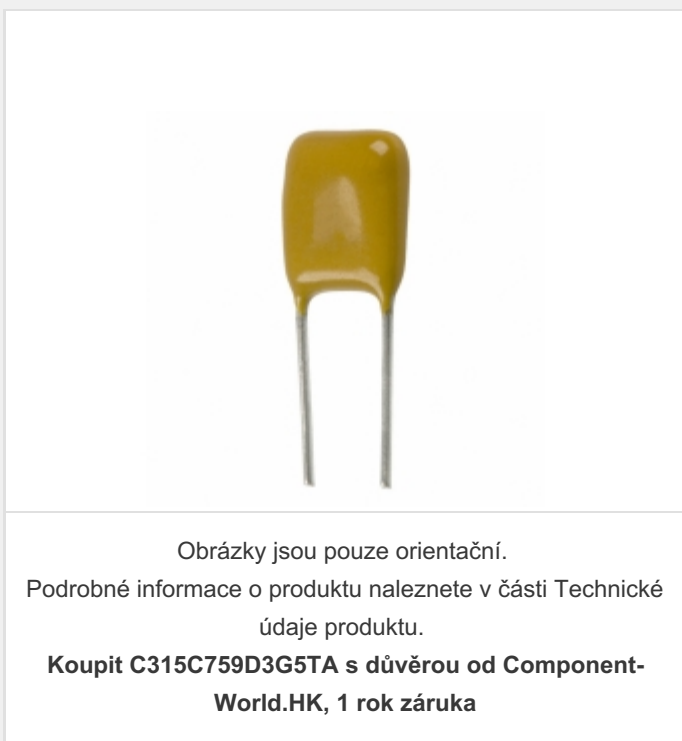 Obrázky jsou pouze orientační.
Podrobné informace o produktu naleznete v části Technické
údaje produktu.
Koupit C315C759D3G5TA s důvěrou od Component-
World.HK, 1 rok záruka